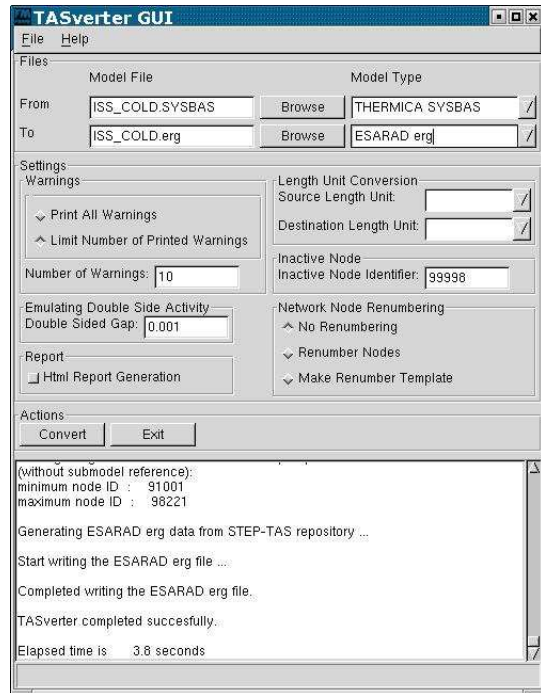 TASverter GUI
File Help
Files
Model File Model Type
From ISS_COLD.SYSBAS Browse THERMICA SYSBAS
To ISS_COLD.erg Browse ESARAD erg
Settings
Warnings
Print All Warnings
Limit Number of Printed Warnings
Number of Warnings: 10
Length Unit Conversion
Source Length Unit:
Destination Length Unit:
Inactive Node
Inactive Node Identifier: 99998
Emulating Double Side Activity
Double Sided Gap: 0.001
Report
Html Report Generation
Network Node Renumbering
No Renumbering
Renumber Nodes
Make Renumber Template
Actions
Convert Exit
(without submodel reference):
minimum node ID : 91001
maximum node ID : 98221
Generating ESARAD erg data from STEP-TAS repository ...
Start writing the ESARAD erg file ...
Completed writing the ESARAD erg file.
TASverter completed succesfully.
Elapsed time is 3.8 seconds